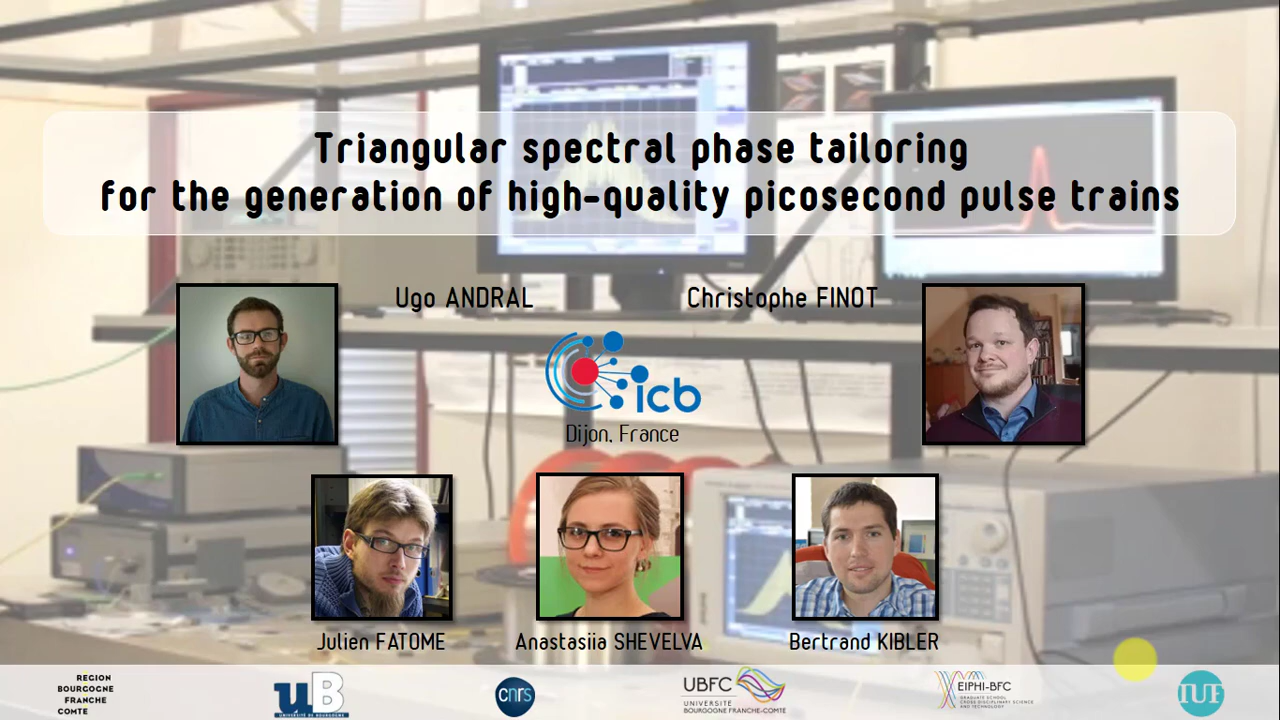 Triangular spectral phase tailoring
for the generation of high-quality picosecond pulse trains
Ugo ANDRAL
Christophe FINOT
icb
Dijon, France
Julien FATOME
Anastasiia SHEVELVA
Bertrand KIBLER
REGION
BOURGOGNE
FRANCHE
COMTE
uB
UNIVERSITÉ DE BOURGOGNE
cnrs
UBFC
UNIVERSITÉ
BOURGOGNE FRANCHE-COMTÉ
EIPHI-BFC
GRADUATE SCHOOL
CROSS DISCIPLINARY SCIENCE
AND TECHNOLOGY
IUF